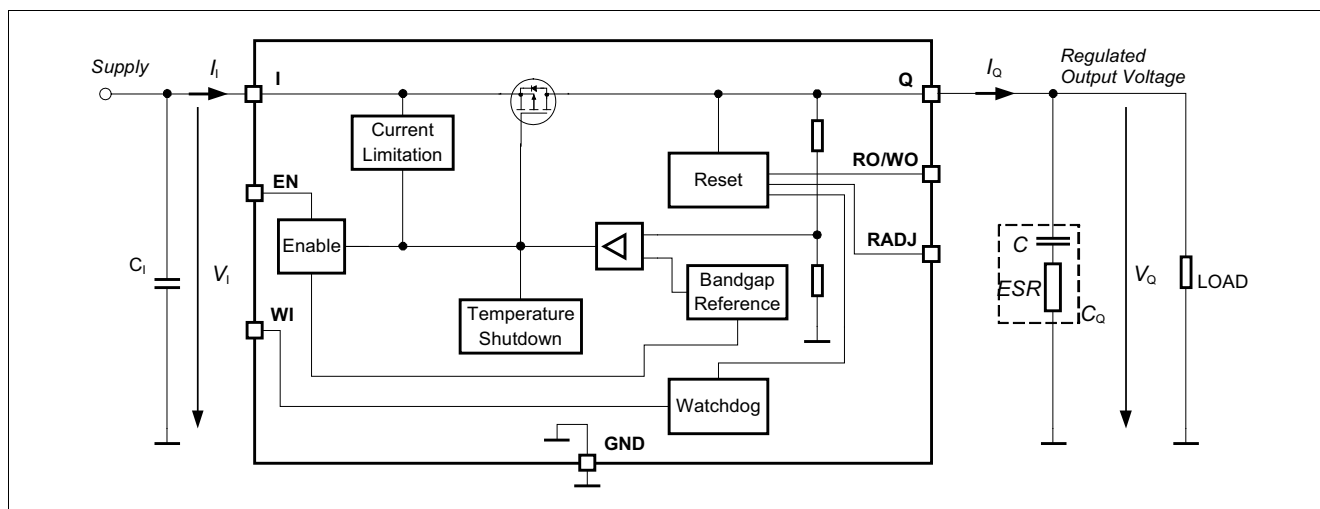 Supply
I_I
I
Q
I_Q
Regulated
Output Voltage
Current
Limitation
RO/WO
Reset
EN
Enable
RADJ
C
C_I
V_I
Bandgap
Reference
ESR
V_Q
LOAD
WI
Temperature
Shutdown
C_Q
Watchdog
GND